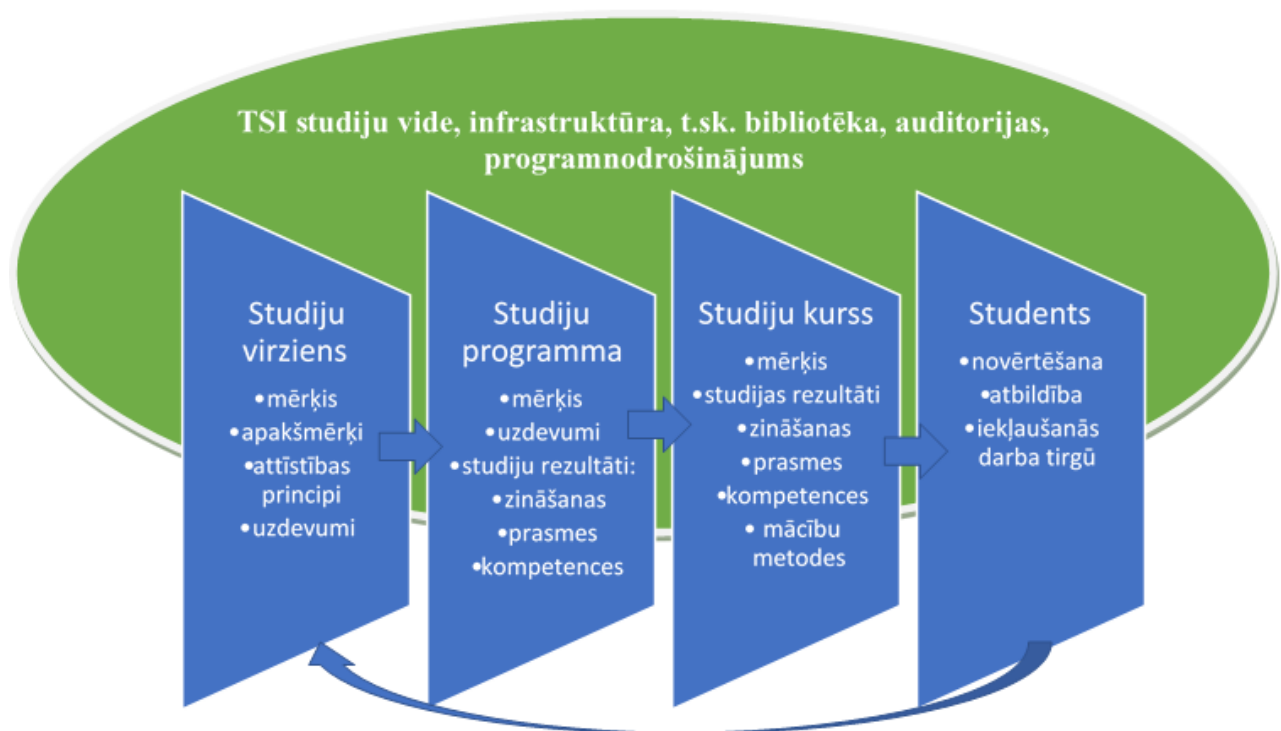 TSI studiju vide, infrastruktūra, t.sk. bibliotēka, auditorijas,
programnodrošinājums
Studiju
virziens
•mērķis
•apakšmērķi
•attīstības
principi
•uzdevumi
Studiju
programma
•mērķis
•uzdevumi
•studiju rezultāti:
•zināšanas
•prasmes
•kompetences
Studiju kurss
•mērķis
•studijas rezultāti
•zināšanas
•prasmes
•kompetences
• mācību
metodes
Students
•novērtēšana
•atbildība
•iekļaušanās
darba tirgū